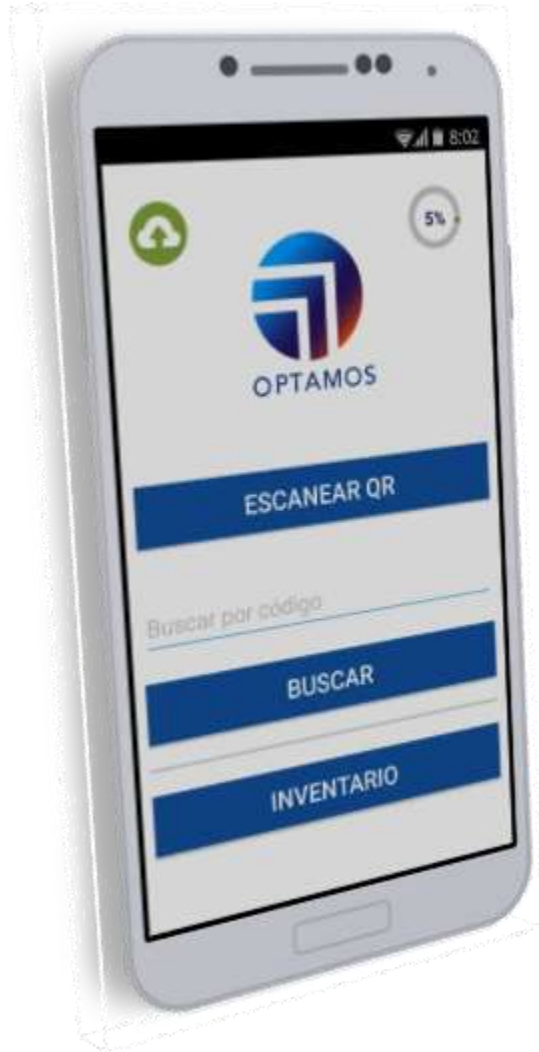 8:02
5%
OPTAMOS
ESCANEAR QR
Buscar por código
BUSCAR
INVENTARIO